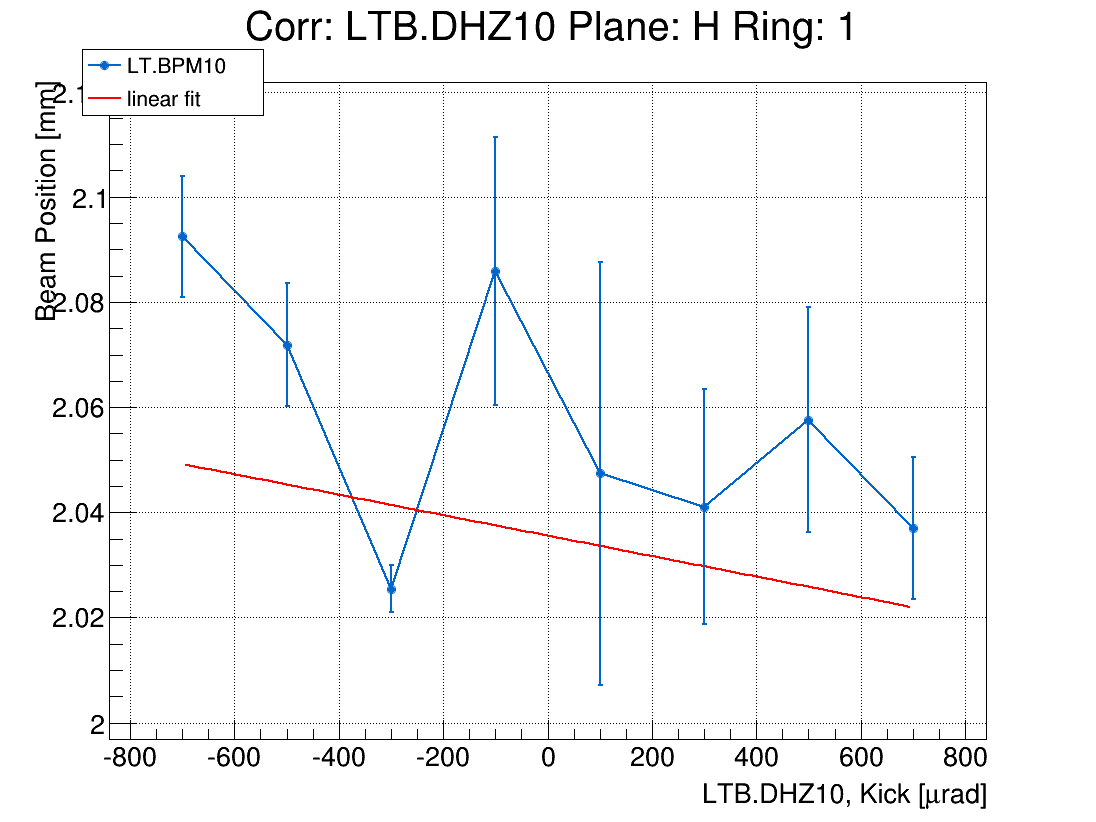 Corr: LTB.DHZ10 Plane: H Ring: 1
LT.BPM10
linear fit
Beam Position [mm]
2.1
2.08
2.06
2.04
2.02
2
-800 -600 -400 -200 0 200 400 600 800
LTB.DHZ10, Kick [μrad]